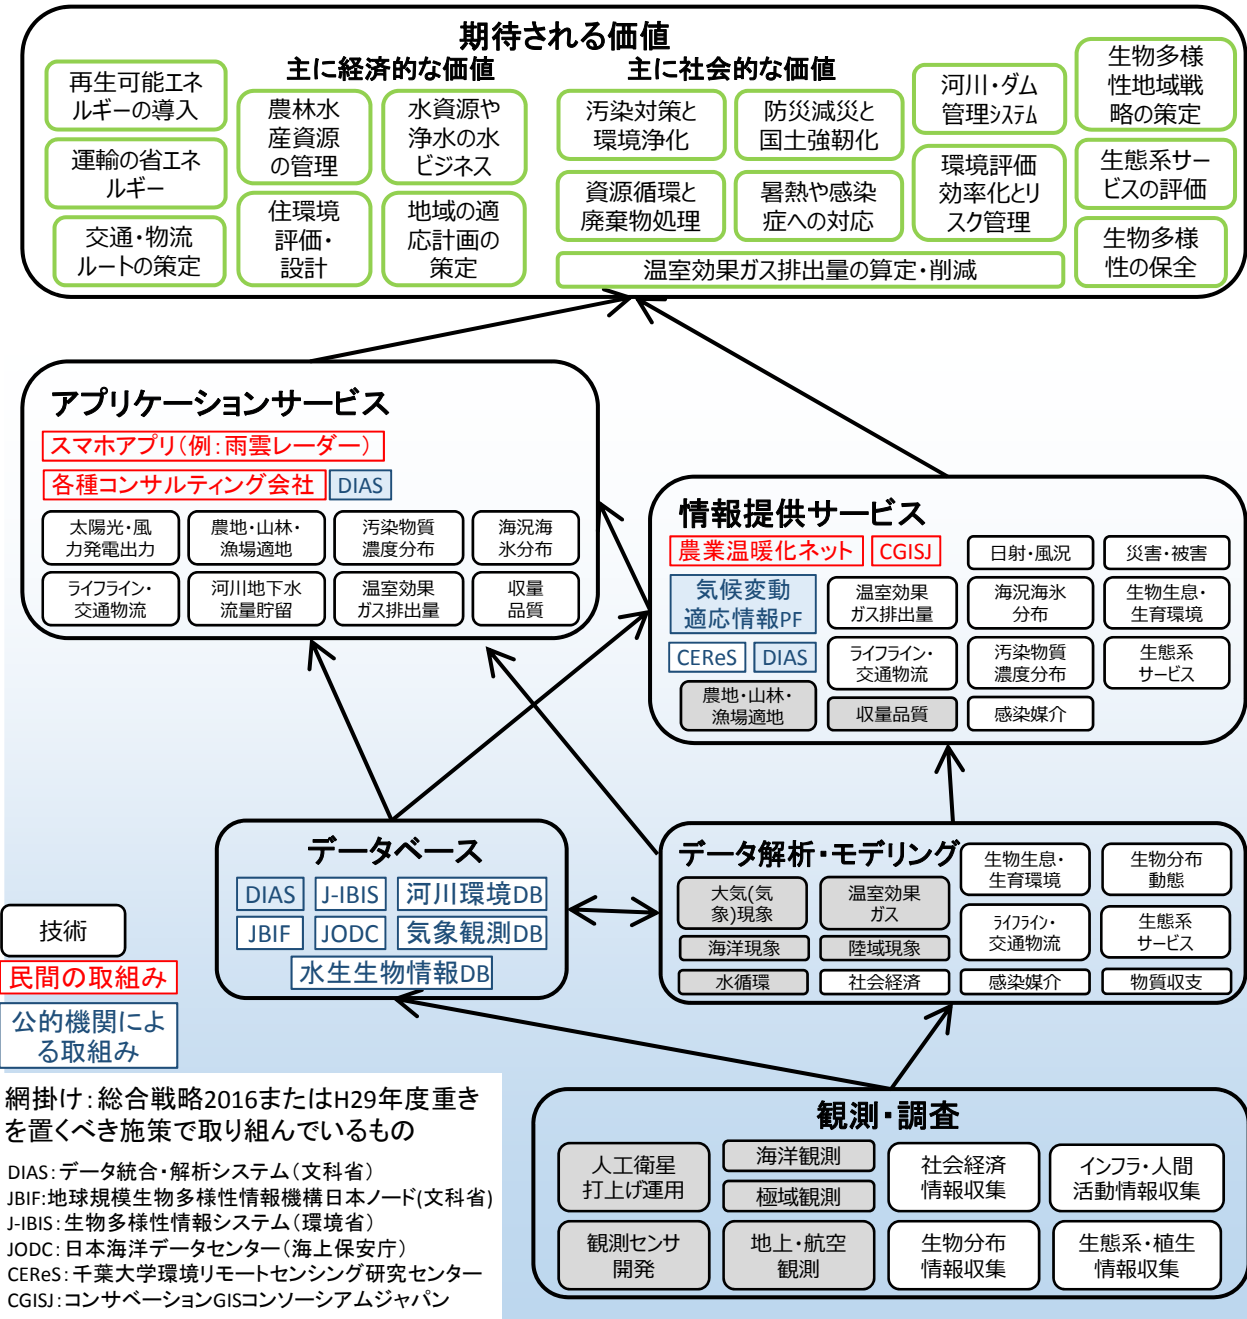 期待される価値
主に経済的な価値
主に社会的な価値
再生可能エネ
ルギーの導入
運輸の省エネ
ルギー
交通・物流
ルートの策定
農林水
産資源
の管理
水資源や
浄水の水
ビジネス
住環境
評価・
設計
地域の適
応計画の
策定
汚染対策と
環境浄化
防災減災と
国土強靭化
資源循環と
廃棄物処理
暑熱や感染
症への対応
河川・ダム
管理システム
環境評価
効率化とリ
スク管理
生物多様
性地域戦
略の策定
生態系サー
ビスの評価
生物多様
性の保全
温室効果ガス排出量の算定・削減
アプリケーションサービス
スマホアプリ(例:雨雲レーダー)
各種コンサルティング会社
DIAS
太陽光・風
力発電出力
農地・山林・
漁場適地
汚染物質
濃度分布
海況海
氷分布
ライフライン・
交通物流
河川地下水
流量貯留
温室効果
ガス排出量
収量
品質
情報提供サービス
農業温暖化ネット
CGISJ
日射・風況
災害・被害
気候変動
適応情報PF
温室効果
ガス排出量
海況海氷
分布
生物生息・
生育環境
CEReS
DIAS
ライフライン・
交通物流
汚染物質
濃度分布
生態系
サービス
農地・山林・
漁場適地
収量品質
感染媒介
データベース
DIAS
J-IBIS
河川環境DB
JBIF
JODC
気象観測DB
水生生物情報DB
データ解析・モデリング
大気(気
象)現象
温室効果
ガス
生物生息・
生育環境
生物分布
動態
海洋現象
陸域現象
ライフライン・
交通物流
生態系
サービス
水循環
社会経済
感染媒介
物質収支
技術
民間の取組み
公的機関によ
る取組み
網掛け:総合戦略2016またはH29年度重き
を置くべき施策で取り組んでいるもの
DIAS:データ統合・解析システム(文科省)
JBIF:地球規模生物多様性情報機構日本ノード(文科省)
J-IBIS:生物多様性情報システム(環境省)
JODC:日本海洋データセンター(海上保安庁)
CEReS:千葉大学環境リモートセンシング研究センター
CGISJ:コンサベーションGISコンソーシアムジャパン
観測・調査
人工衛星
打上げ運用
海洋観測
極域観測
社会経済
情報収集
インフラ・人間
活動情報収集
観測センサ
開発
地上・航空
観測
生物分布
情報収集
生態系・植生
情報収集